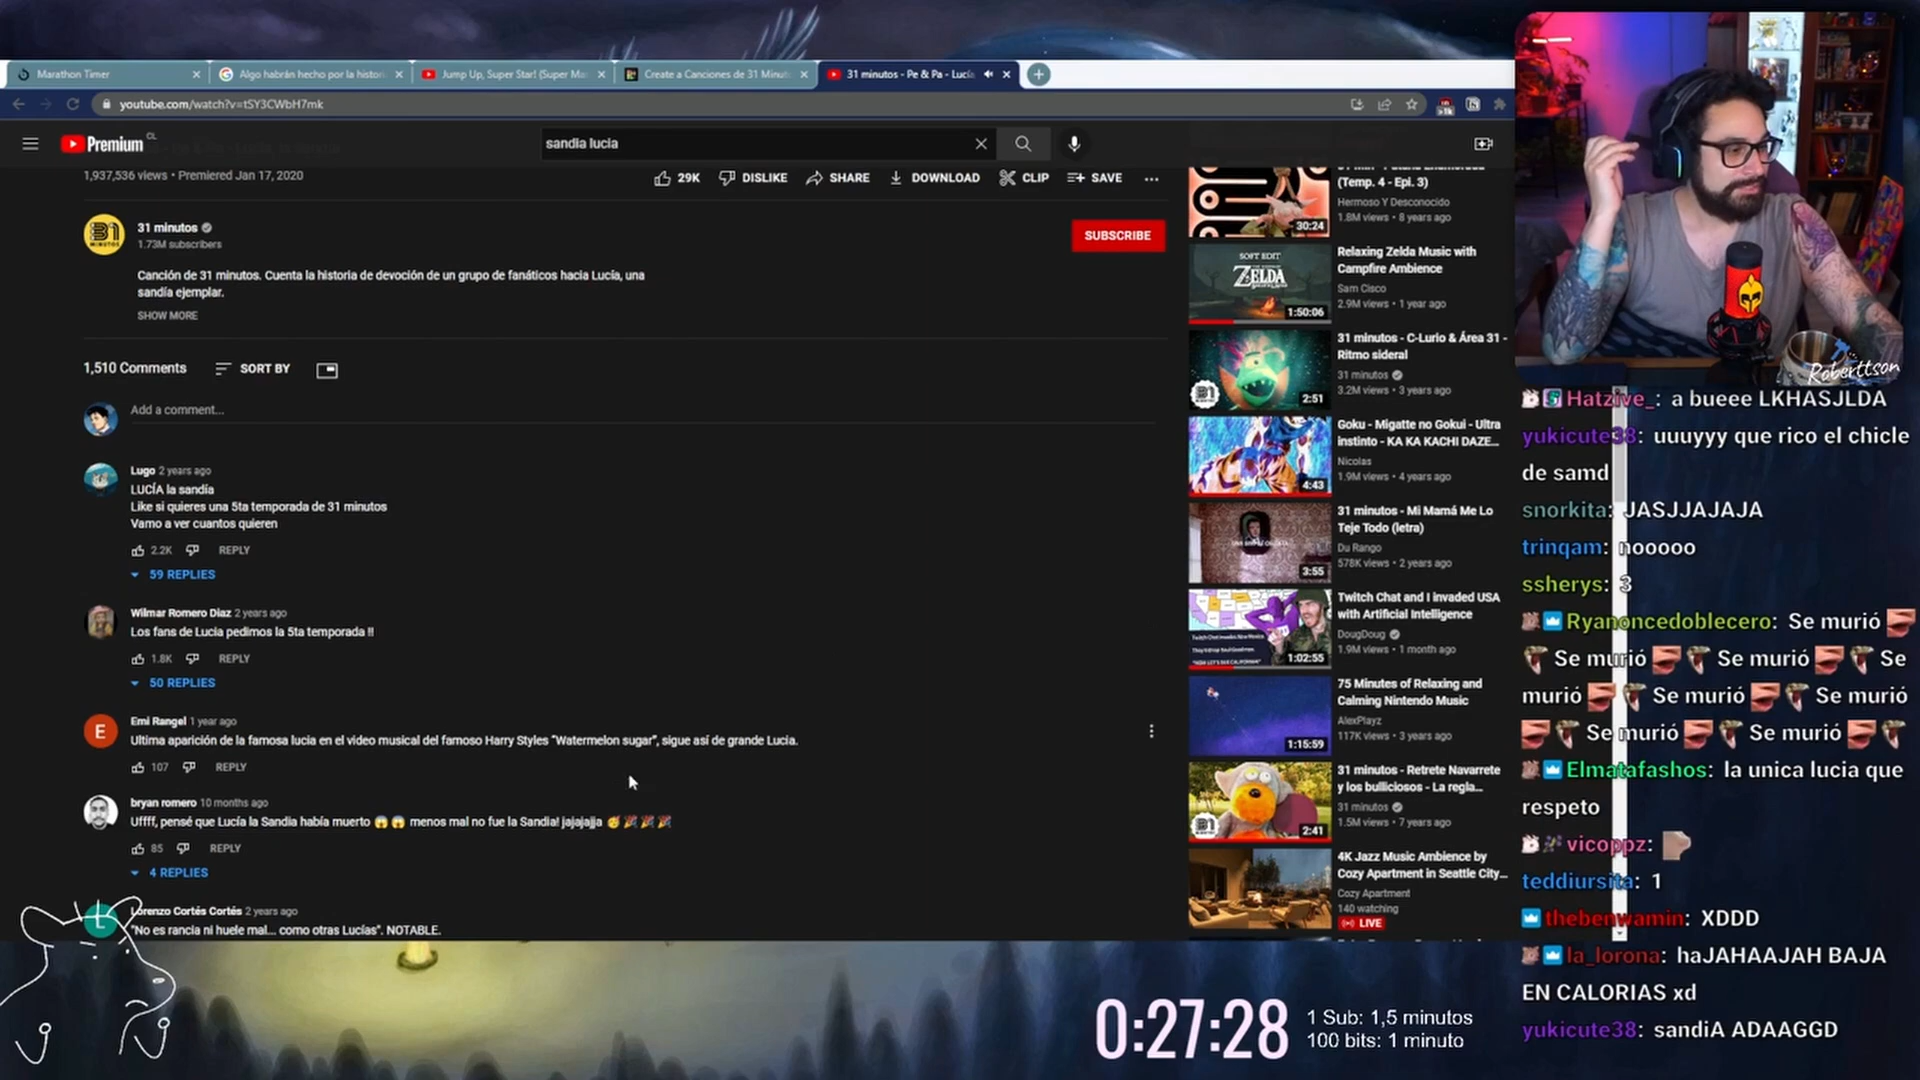 Marathon Timer
Algo habrán hecho por la histori
Jump Up, Super Star! (Super Mar
Create a Canciones de 31 Minuto
31 minutos - Pe & Pa - Lucía
youtube.com/watch?v=tSY3CWbH7mk
Premium
CL
sandia lucia
1,937,536 views • Premiered Jan 17, 2020
29K
DISLIKE
SHARE
DOWNLOAD
CLIP
SAVE
31 minutos
1.73M subscribers
SUBSCRIBE
Canción de 31 minutos. Cuenta la historia de devoción de un grupo de fanáticos hacia Lucía, una
sandía ejemplar.
SHOW MORE
1,510 Comments
SORT BY
Add a comment...
Lugo 2 years ago
LUCÍA la sandía
Like si quieres una 5ta temporada de 31 minutos
Vamo a ver cuantos quieren
2.2K REPLY
59 REPLIES
Wilmar Romero Diaz 2 years ago
Los fans de Lucia pedimos la 5ta temporada !!
1.8K REPLY
50 REPLIES
E
Emi Rangel 1 year ago
Ultima aparición de la famosa lucia en el video musical del famoso Harry Styles “Watermelon sugar”, sigue así de grande Lucia.
107 REPLY
bryan romero 10 months ago
Uffff, pensé que Lucía la Sandia había muerto 😱😱 menos mal no fue la Sandia! jajajajja 🥳🎉🎉🎉
85 REPLY
4 REPLIES
L
Lorenzo Cortés Cortés 2 years ago
"No es rancia ni huele mal... como otras Lucías". NOTABLE.
(Temp. 4 - Epi. 3)
Hermoso Y Desconocido
1.8M views • 8 years ago
30:24
SOFT EDIT
ZELDA
1:50:06
Relaxing Zelda Music with
Campfire Ambience
Sam Cisco
2.9M views • 1 year ago
31 minutos - C-Lurio & Área 31 -
Ritmo sideral
31 minutos
3.2M views • 3 years ago
2:51
Goku - Migatte no Gokui - Ultra
instinto - KA KA KACHI DAZE...
Nicolas
1.9M views • 4 years ago
4:43
31 minutos - Mi Mamá Me Lo
Teje Todo (letra)
Du Rango
578K views • 2 years ago
3:55
Twitch Chat and I invaded USA
with Artificial Intelligence
DougDoug
1.9M views • 1 month ago
1:02:55
75 Minutes of Relaxing and
Calming Nintendo Music
AlexPlayz
117K views • 3 years ago
1:15:59
31 minutos - Retrete Navarrete
y los bulliciosos - La regla...
31 minutos
1.5M views • 7 years ago
2:41
4K Jazz Music Ambience by
Cozy Apartment in Seattle City...
Cozy Apartment
140 watching
LIVE
Roberttson
Hatzive_: a bueee LKHASJLDA
yukicute38: uuuyyy que rico el chicle
de samd
snorkita: JASJJAJAJA
trinqam: nooooo
ssherys: 3
Ryanoncedoblecero: Se murió
Se murió Se murió Se
murió Se murió Se murió
Se murió Se murió
Elmatafashos: la unica lucia que
respeto
vicoppz:
teddiursita: 1
thebenwamin: XDDD
la_lorona: haJAHAAJAH BAJA
EN CALORIAS xd
yukicute38: sandiA ADAAGGD
0:27:28
1 Sub: 1,5 minutos
100 bits: 1 minuto